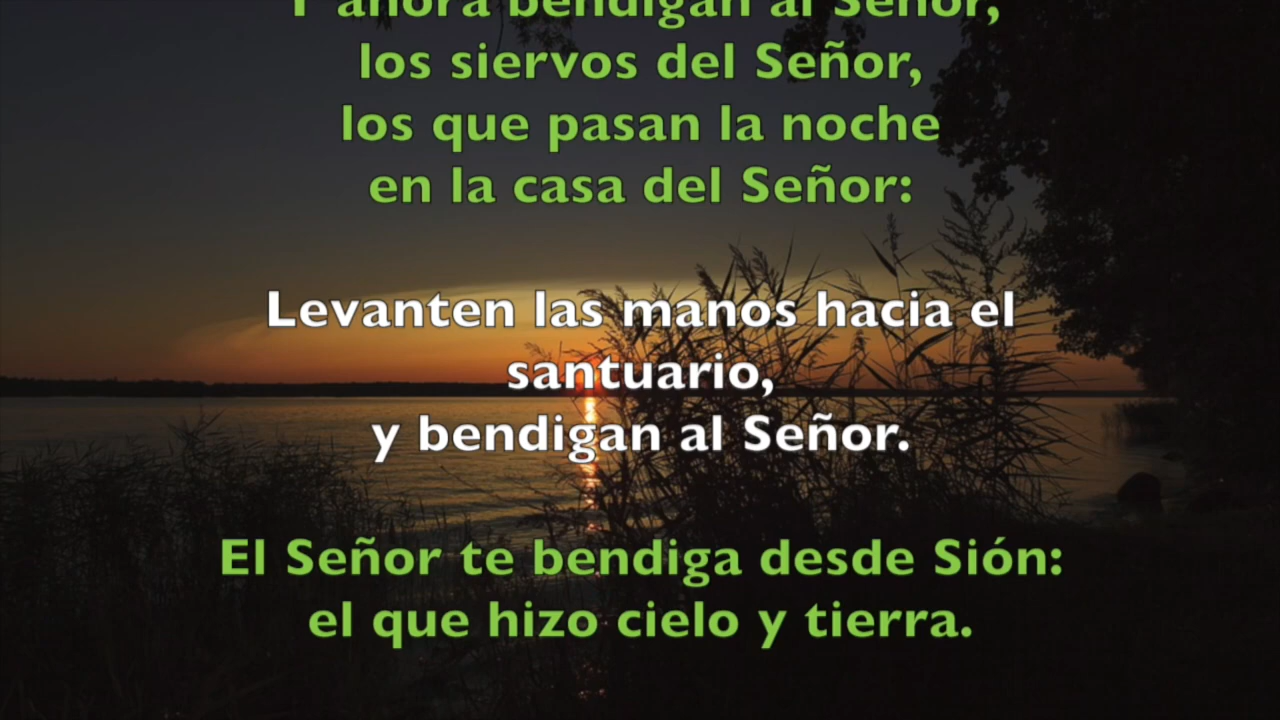 Y ahora bendigan al Señor,
los siervos del Señor,
los que pasan la noche
en la casa del Señor:
Levanten las manos hacia el
santuario,
y bendigan al Señor.
El Señor te bendiga desde Sión:
el que hizo cielo y tierra.